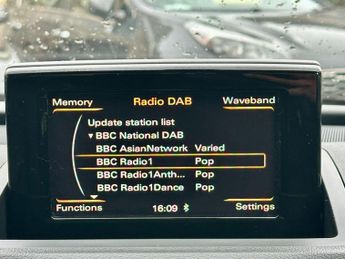 Memory Radio DAB Waveband
Update station list
▼ BBC National DAB
BBC AsianNetwork Varied
BBC Radio1 Pop
BBC Radio1Anth... Pop
BBC Radio1Dance Pop
Functions 16:09 Settings